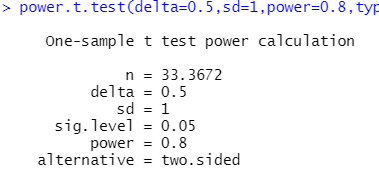 > power.t.test(delta=0.5,sd=1,power=0.8,typ
One-sample t test power calculation
n = 33.3672
delta = 0.5
sd = 1
sig.level = 0.05
power = 0.8
alternative = two.sided